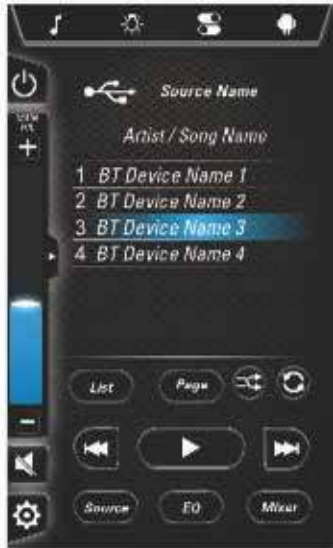 Source Name
Artist / Song Name
+
1 BT Device Name 1
2 BT Device Name 2
3 BT Device Name 3
4 BT Device Name 4
List Page
-
Source EQ Mixer